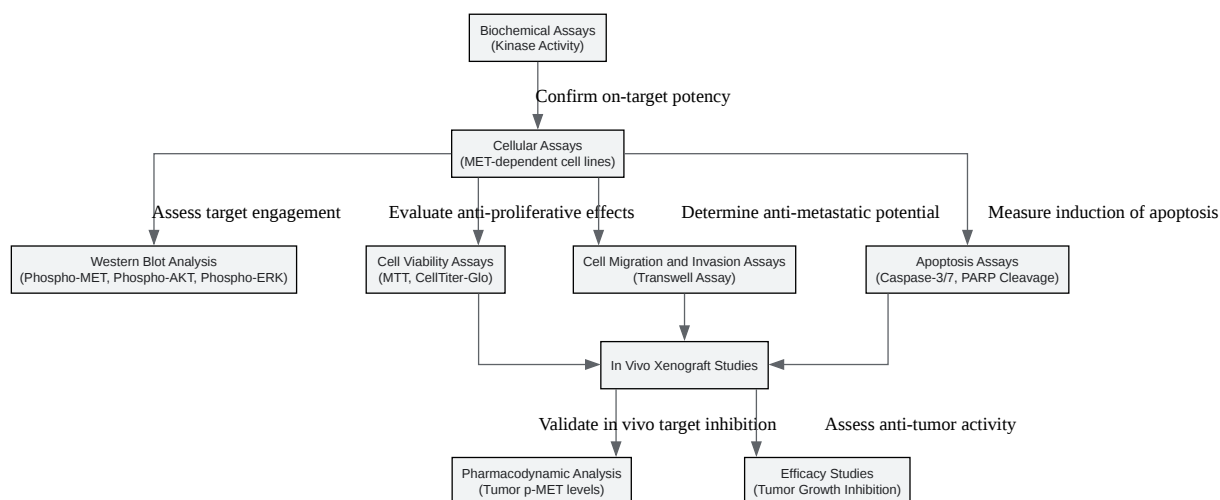 Biochemical Assays
(Kinase Activity)
Confirm on-target potency
Cellular Assays
(MET-dependent cell lines)
Assess target engagement
Evaluate anti-proliferative effects
Determine anti-metastatic potential
Measure induction of apoptosis
Western Blot Analysis
(Phospho-MET, Phospho-AKT, Phospho-ERK)
Cell Viability Assays
(MTT, CellTiter-Glo)
Cell Migration and Invasion Assays
(Transwell Assay)
Apoptosis Assays
(Caspase-3/7, PARP Cleavage)
In Vivo Xenograft Studies
Validate in vivo target inhibition
Assess anti-tumor activity
Pharmacodynamic Analysis
(Tumor p-MET levels)
Efficacy Studies
(Tumor Growth Inhibition)